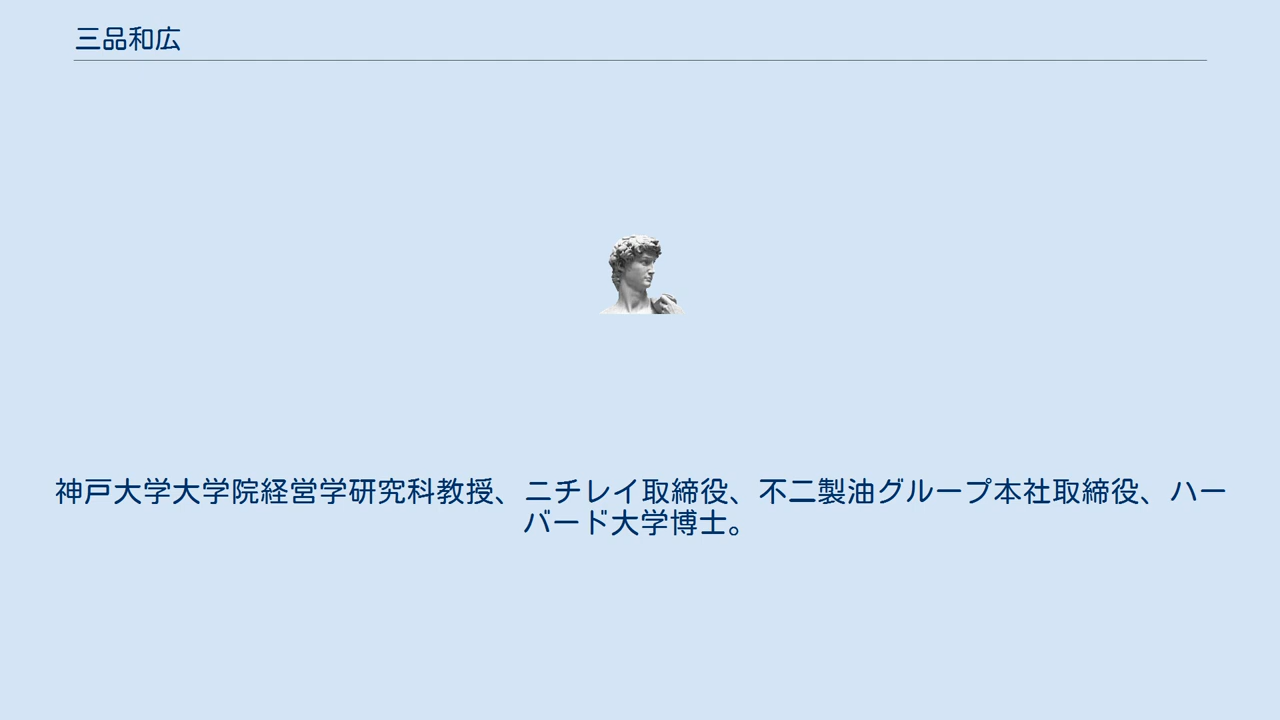 三品和広
神戸大学大学院経営学研究科教授、ニチレイ取締役、不二製油グループ本社取締役、ハー
バード大学博士。